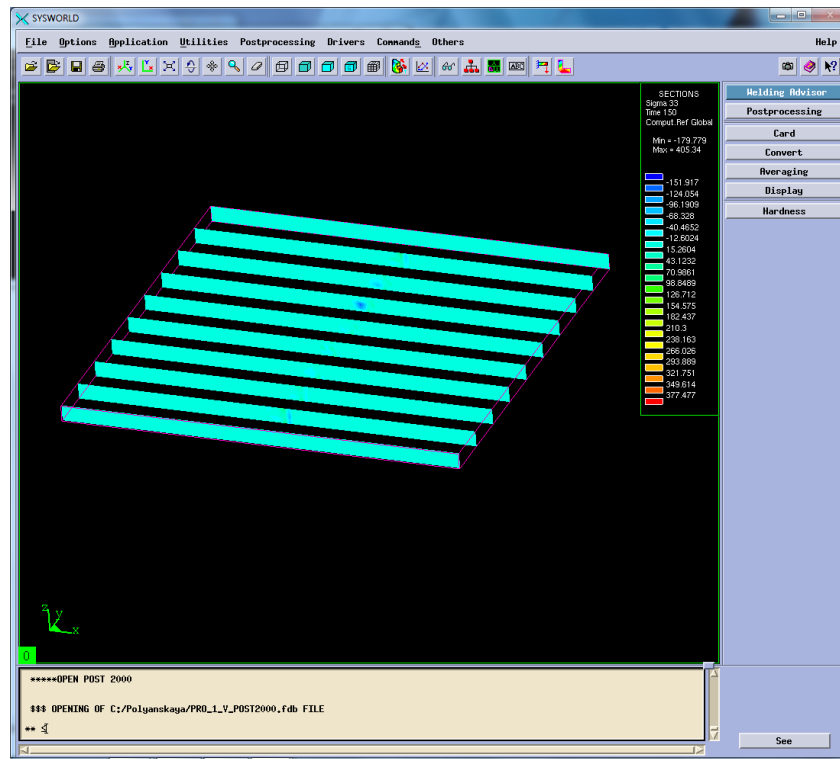 SYSWORLD
File Options Application Utilities Postprocessing Drivers Commands Others Help
ABC
SECTIONS
Sigma 33
Time 150
Comput.Ref Global
Min = -179.779
Max = 405.34
-151.917
-124.054
-96.1909
-68.328
-40.4652
-12.6024
15.2604
43.1232
70.9861
98.8489
126.712
154.575
182.437
210.3
238.163
266.026
293.889
321.751
349.614
377.477
Welding Advisor
Postprocessing
Card
Convert
Averaging
Display
Hardness
z
y
x
0
*****OPEN POST 2000
$$$ OPENING OF C:/Polyanskaya/PRO_1_V_POST2000.fdb FILE
**
See